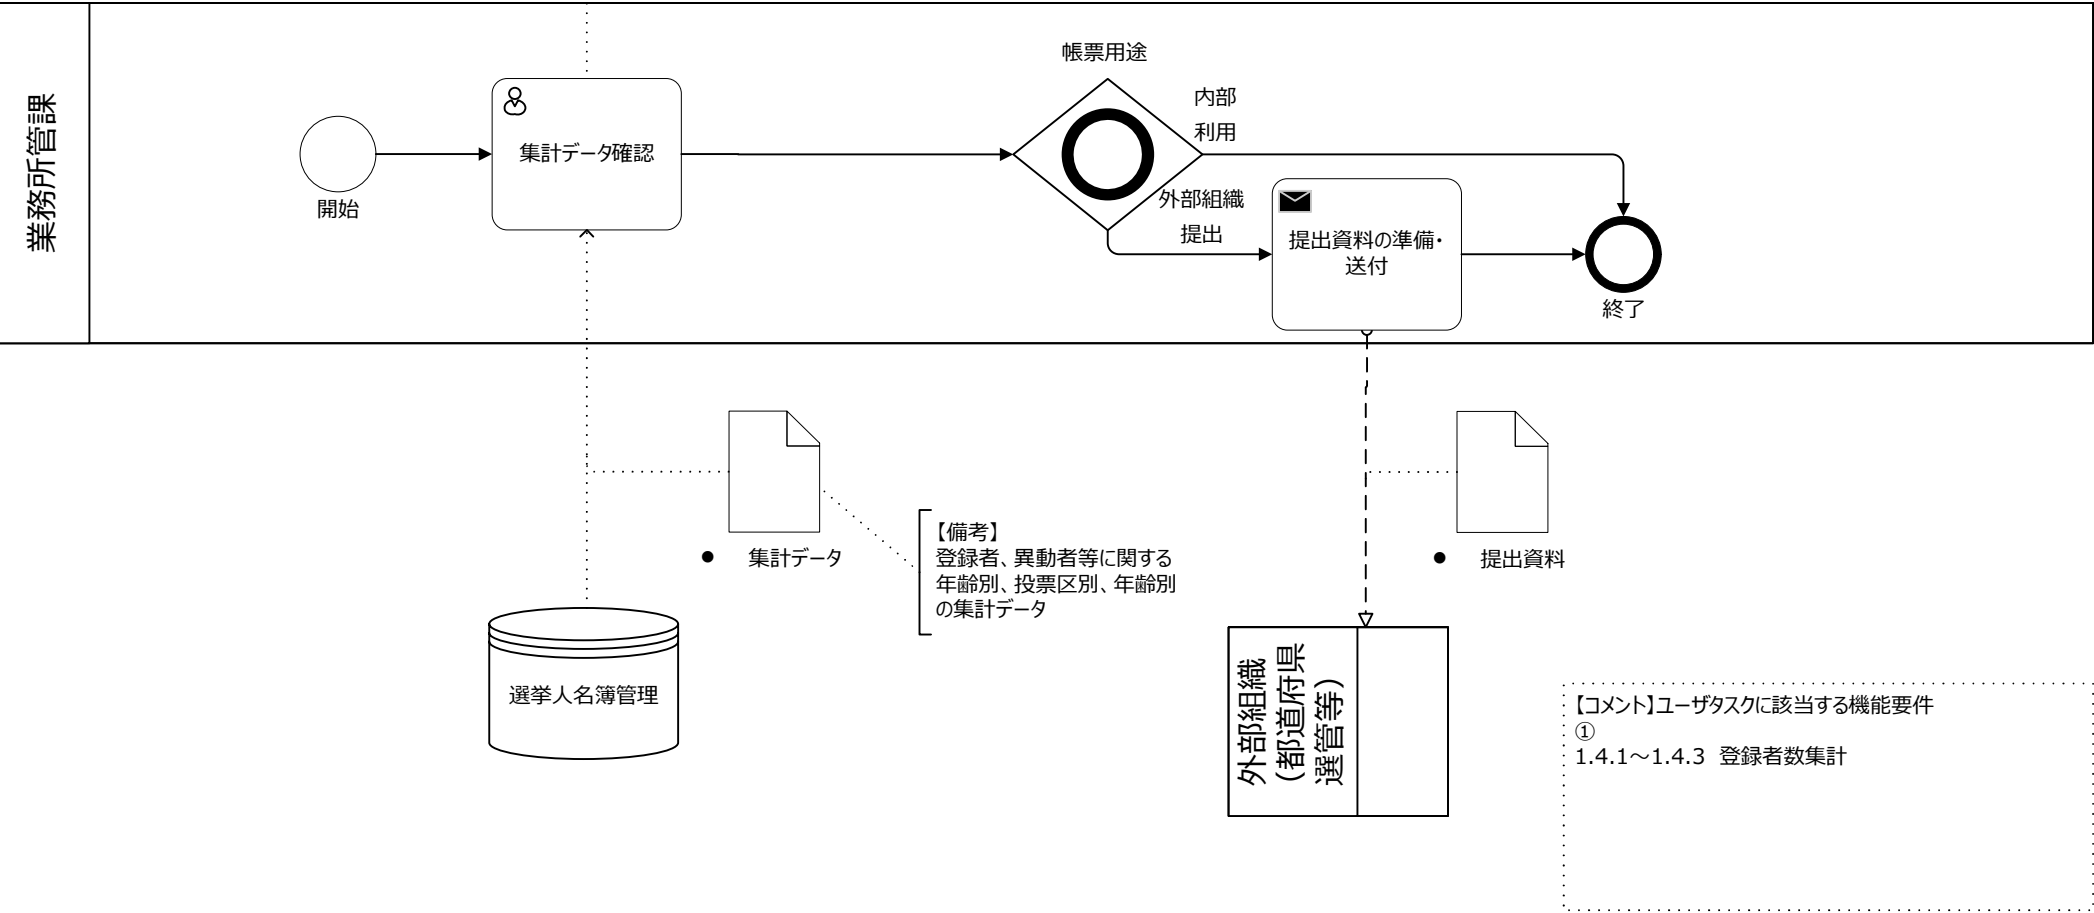 業務所管課
帳票用途
内部
利用
集計データ確認
開始
外部組織
提出
提出資料の準備・
送付
終了
● 集計データ
【備考】
登録者、異動者等に関する
年齢別、投票区別、年齢別
の集計データ
● 提出資料
選挙人名簿管理
外部組織
（都道府県
選管等）
【コメント】ユーザタスクに該当する機能要件
①
1.4.1～1.4.3 登録者数集計